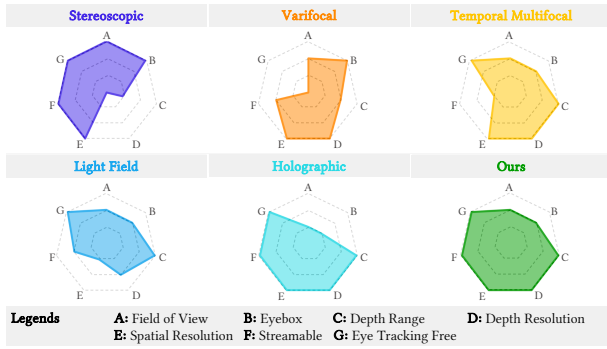 Stereoscopic Varifocal Temporal Multifocal
A A A
G B G B G B
F C F C F C
E D E D E D
Light Field Holographic Ours
A A A
G B G B G B
F C F C F C
E D E D E D
Legends A: Field of View B: Eyebox C: Depth Range D: Depth Resolution
E: Spatial Resolution F: Streamable G: Eye Tracking Free